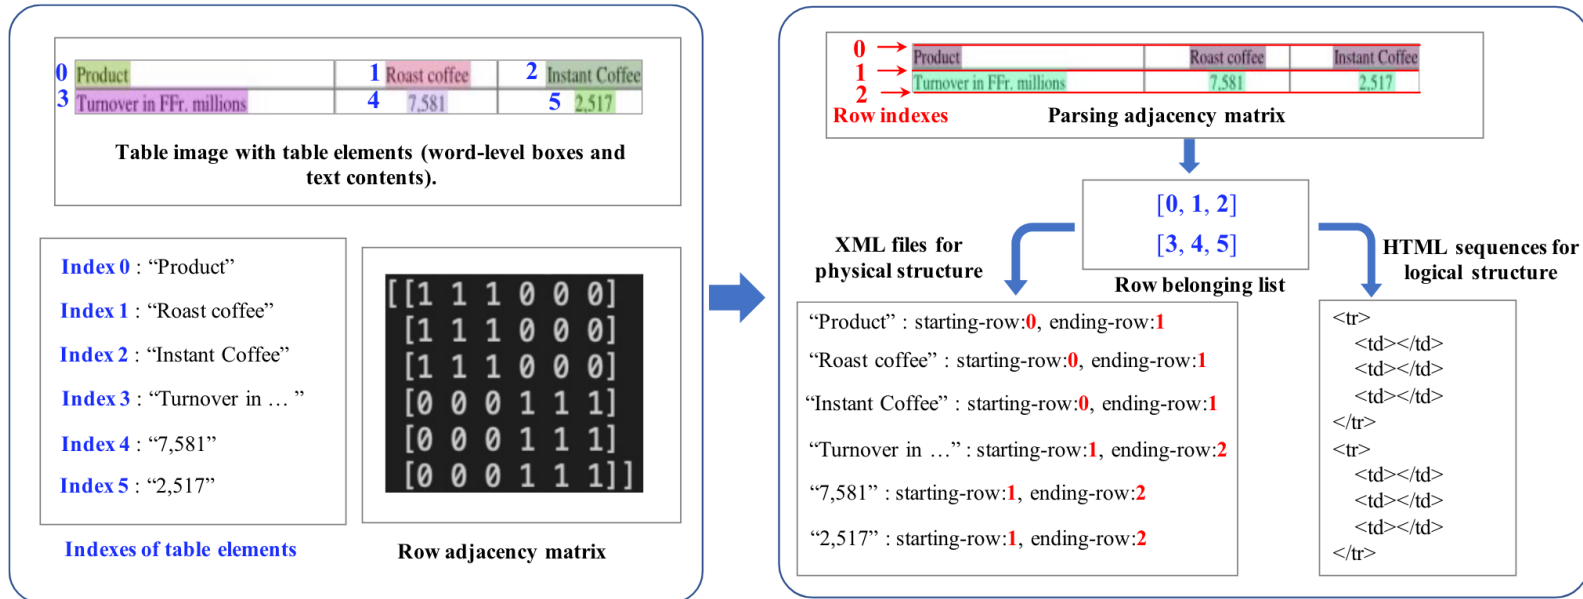 0 Product 1 Roast coffee 2 Instant Coffee
3 Turnover in FFr. millions 4 7,581 5 2,517
Table image with table elements (word-level boxes and
text contents).
Index 0 : “Product”
Index 1 : “Roast coffee”
Index 2 : “Instant Coffee”
Index 3 : “Turnover in … ”
Index 4 : “7,581”
Index 5 : “2,517”
Indexes of table elements
[[1 1 1 0 0 0]
[1 1 1 0 0 0]
[1 1 1 0 0 0]
[0 0 0 1 1 1]
[0 0 0 1 1 1]
[0 0 0 1 1 1]]
Row adjacency matrix
0 Product Roast coffee Instant Coffee
1 Turnover in FFr. millions 7,581 2,517
2
Row indexes Parsing adjacency matrix
[0, 1, 2]
[3, 4, 5]
Row belonging list
XML files for
physical structure
“Product” : starting-row:0, ending-row:1
“Roast coffee” : starting-row:0, ending-row:1
“Instant Coffee” : starting-row:0, ending-row:1
“Turnover in …” : starting-row:1, ending-row:2
“7,581” : starting-row:1, ending-row:2
“2,517” : starting-row:1, ending-row:2
HTML sequences for
logical structure
<tr>
<td></td>
<td></td>
<td></td>
</tr>
<tr>
<td></td>
<td></td>
<td></td>
</tr>